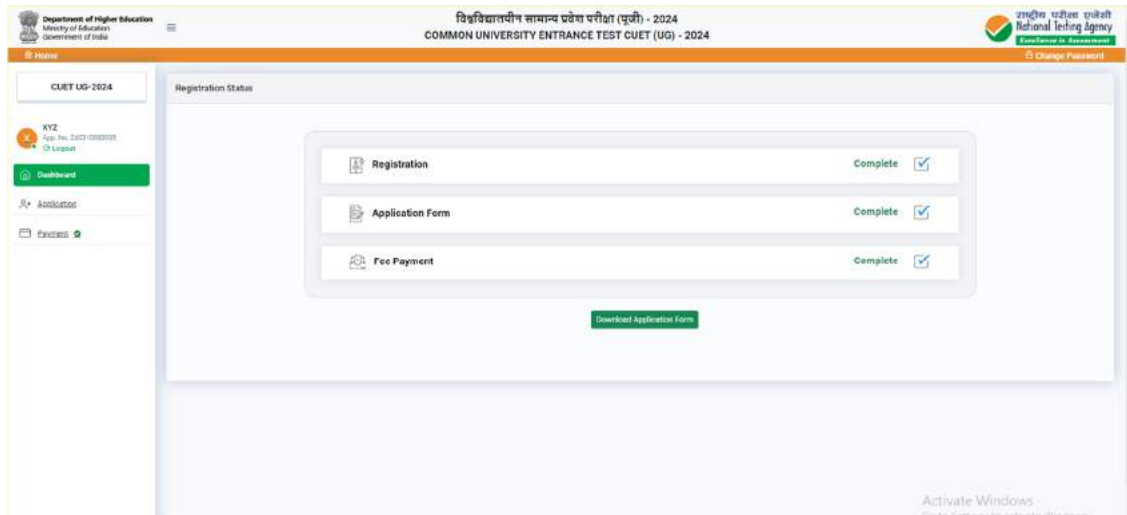 Department of Higher Education
Ministry of Education
Government of India
विश्वविद्यालयीन सामान्य प्रवेश परीक्षा (यूजी) - 2024
COMMON UNIVERSITY ENTRANCE TEST CUET (UG) - 2024
राष्ट्रीय परीक्षा एजेंसी
National Testing Agency
Excellence in Assessment
Home
Change Password
CUET UG-2024
Registration Status
X
XYZ
App. No.
Logout
Dashboard
Application
Payment
Registration
Complete
Application Form
Complete
Fee Payment
Complete
Download Application Form
Activate Windows